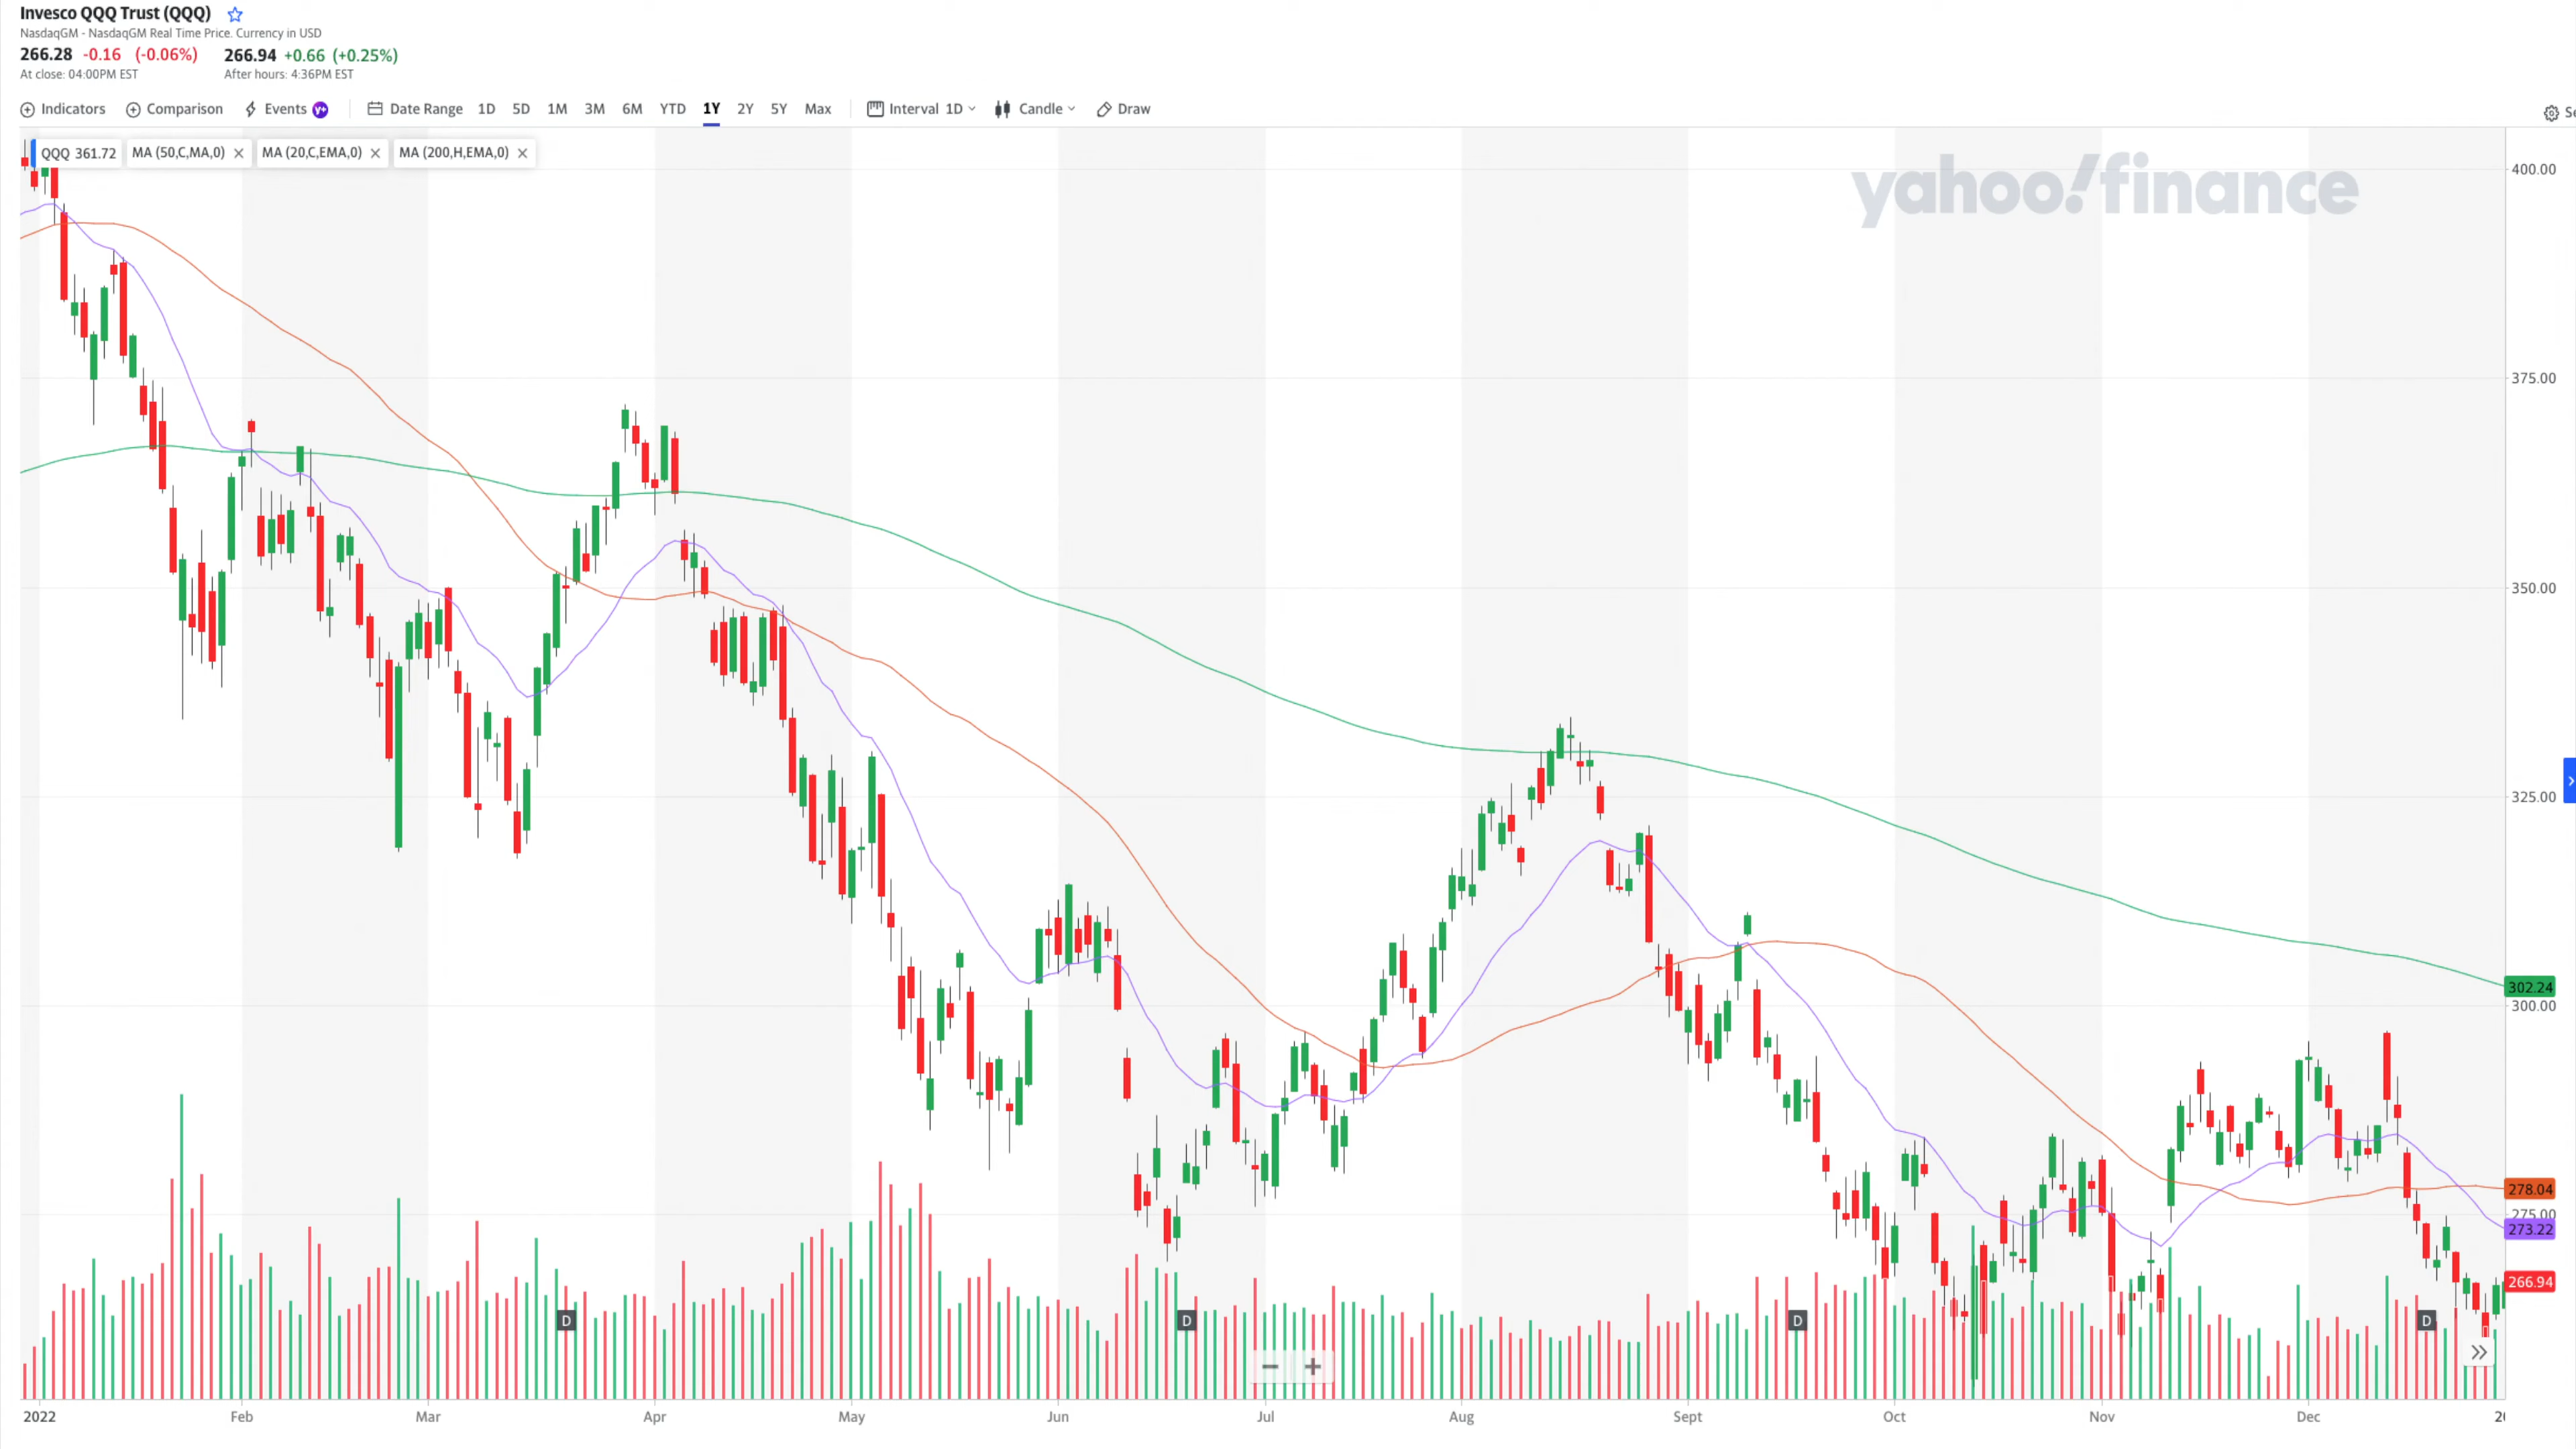 Invesco QQQ Trust (QQQ)
NasdaqGM - NasdaqGM Real Time Price. Currency in USD
266.28 -0.16 (-0.06%) 266.94 +0.66 (+0.25%)
At close: 04:00PM EST After hours: 4:36PM EST
Indicators Comparison Events Y+ Date Range 1D 5D 1M 3M 6M YTD 1Y 2Y 5Y Max Interval 1D Candle Draw
QQQ 361.72 MA (50,C,MA,0) MA (20,C,EMA,0) MA (200,H,EMA,0)
yahoo!finance
400.00
375.00
350.00
325.00
302.24
300.00
278.04
275.00
273.22
266.94
D D D D
2022 Feb Mar Apr May Jun Jul Aug Sept Oct Nov Dec